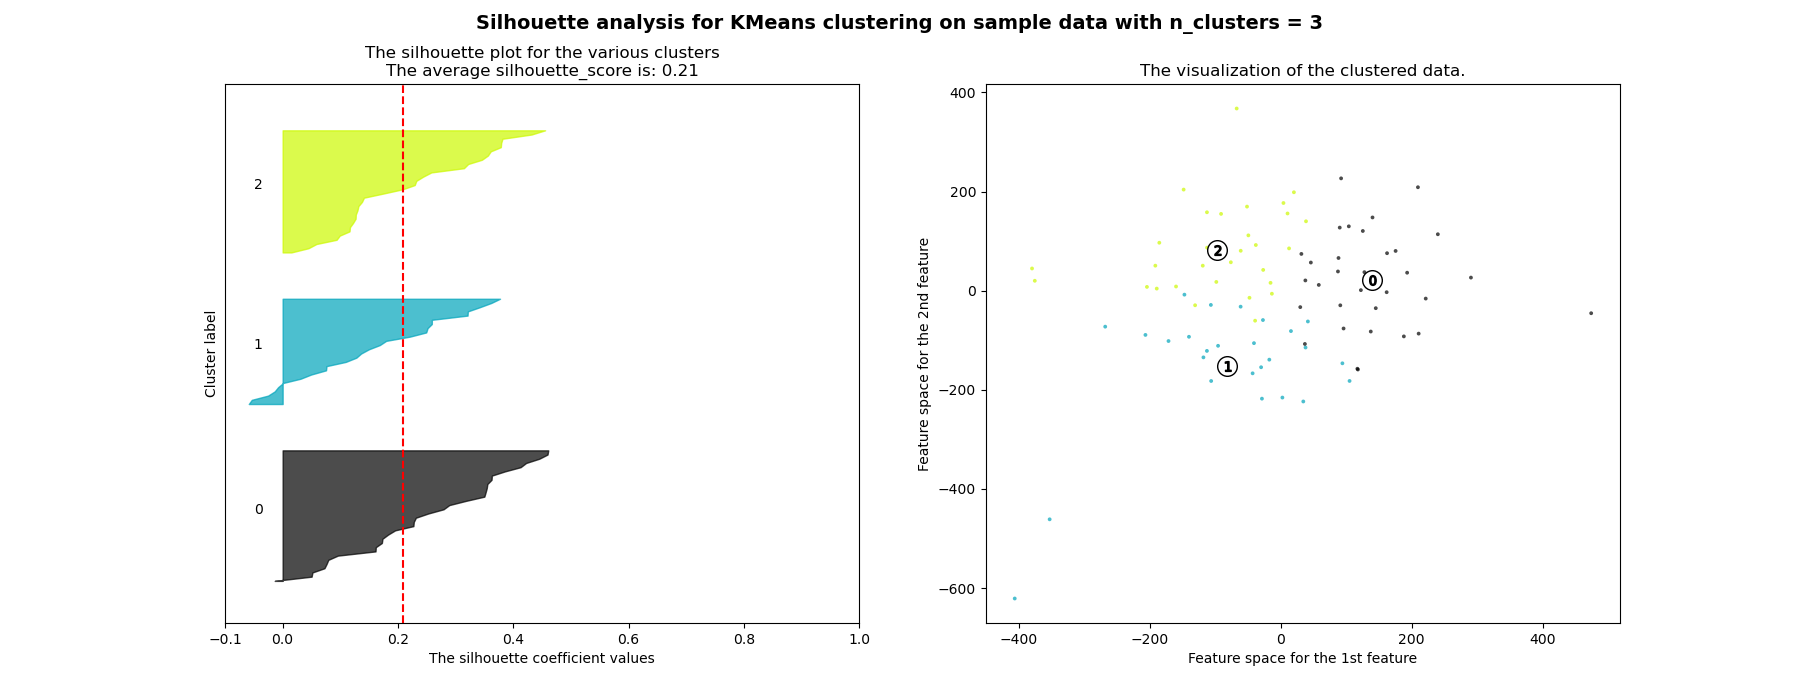 Silhouette analysis for KMeans clustering on sample data with n_clusters = 3
The silhouette plot for the various clusters
The average silhouette_score is: 0.21
2
1
0
Cluster label
−0.1 0.0 0.2 0.4 0.6 0.8 1.0
The silhouette coefficient values
The visualization of the clustered data.
400
200
0
−200
−400
−600
Feature space for the 2nd feature
2
0
1
−400 −200 0 200 400
Feature space for the 1st feature